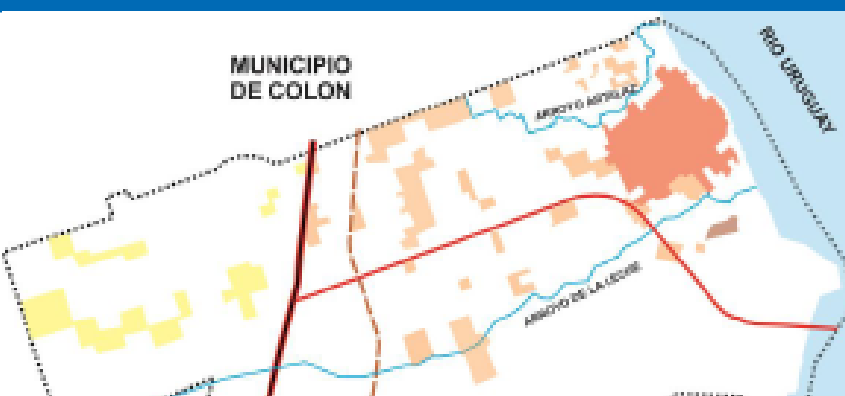 MUNICIPIO
DE COLON
RIO URUGUAY
ARROYO ARTALAZ
ARROYO DE LA LECHE